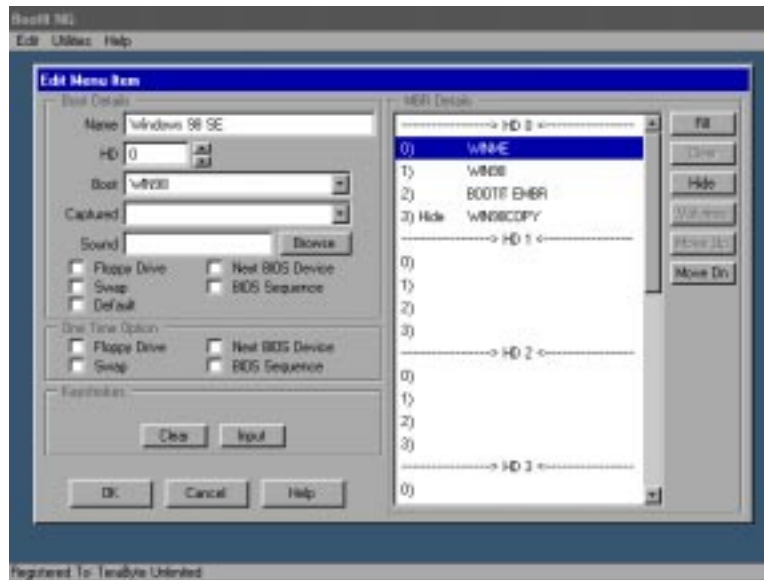 BootIt NG
Edit Utilities Help
Edit Menu Item
Boot Details
Name Windows 98 SE
HD 0
Boot WIN98
Captured
Sound Browse
Floppy Drive Next BIOS Device
Swap BIOS Sequence
Default
One Time Option
Floppy Drive Next BIOS Device
Swap BIOS Sequence
Keystrokes
Clear Input
OK Cancel Help
MBR Details
---------------> HD 0 <---------------
0) WINME
1) WIN98
2) BOOTIT EMBR
3) Hide WIN98COPY
---------------> HD 1 <---------------
0)
1)
2)
3)
---------------> HD 2 <---------------
0)
1)
2)
3)
---------------> HD 3 <---------------
0)
Fill
Clear
Hide
Move Up
Move Dn
Registered To: TeraByte Unlimited